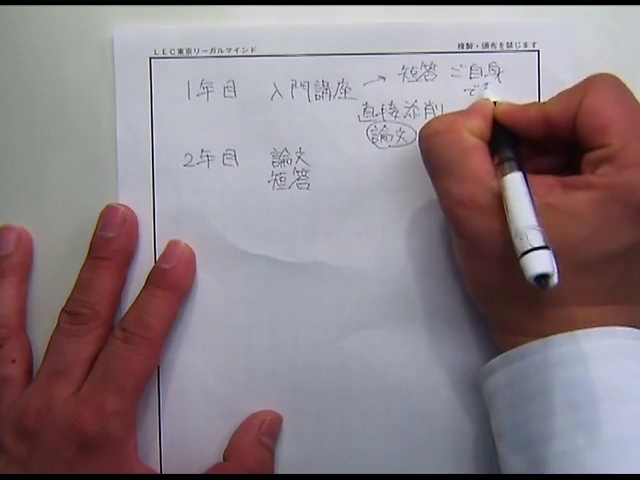 LEC東京リーガルマインド 複製・頒布を禁じます
1年目 入門講座 → 短答 ご自身
で
直接添削
論文
2年目 論文
短答